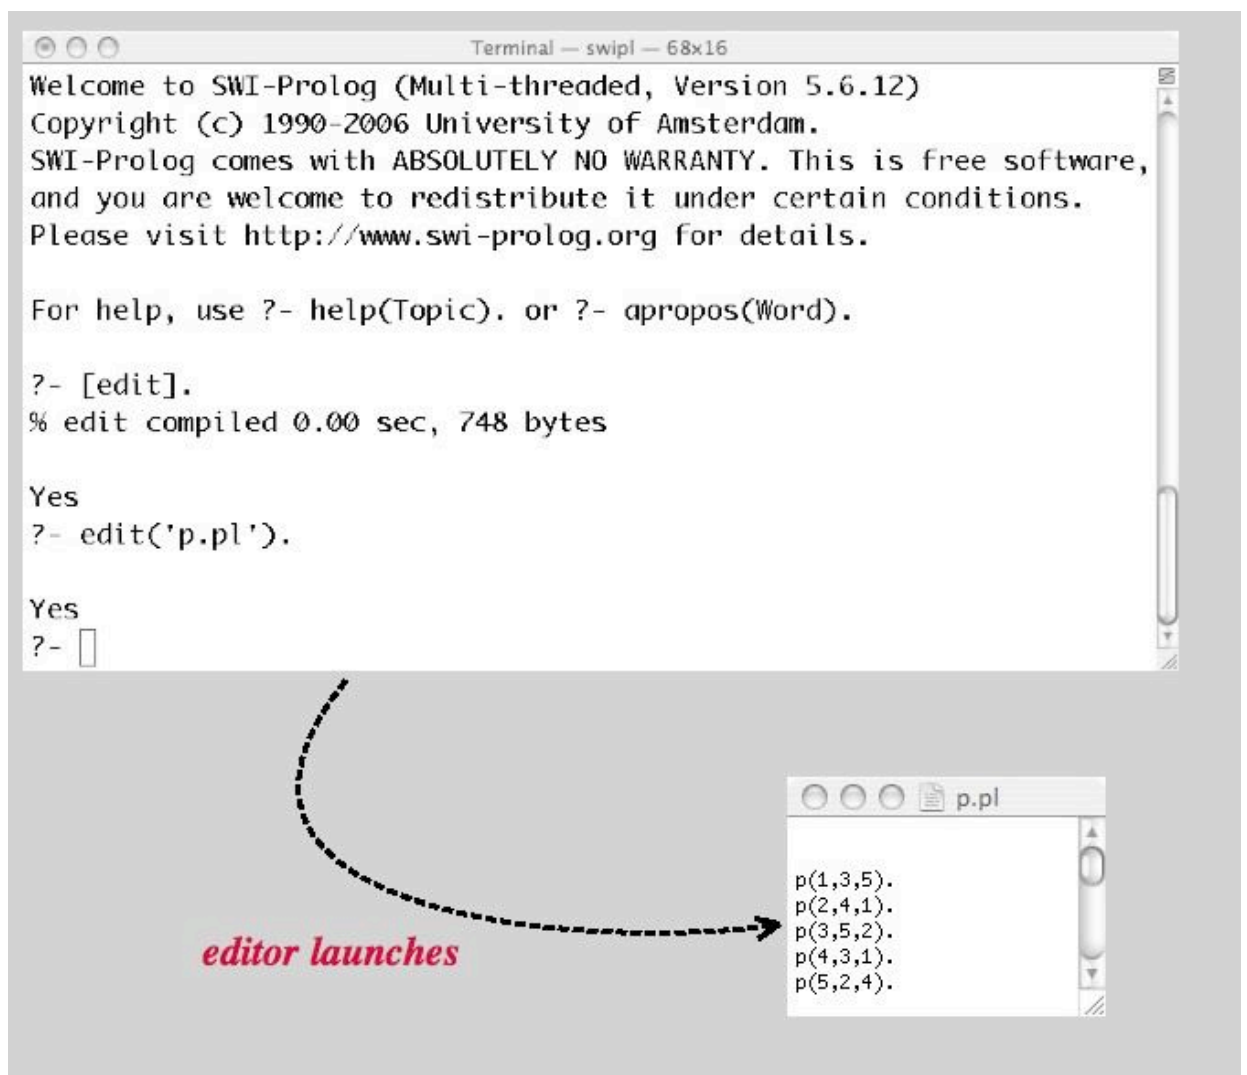 Terminal — swipl — 68x16
Welcome to SWI-Prolog (Multi-threaded, Version 5.6.12)
Copyright (c) 1990-2006 University of Amsterdam.
SWI-Prolog comes with ABSOLUTELY NO WARRANTY. This is free software,
and you are welcome to redistribute it under certain conditions.
Please visit http://www.swi-prolog.org for details.
For help, use ?- help(Topic). or ?- apropos(Word).
?- [edit].
% edit compiled 0.00 sec, 748 bytes
Yes
?- edit('p.pl').
Yes
?-
p.pl
p(1,3,5).
p(2,4,1).
p(3,5,2).
p(4,3,1).
p(5,2,4).
editor launches